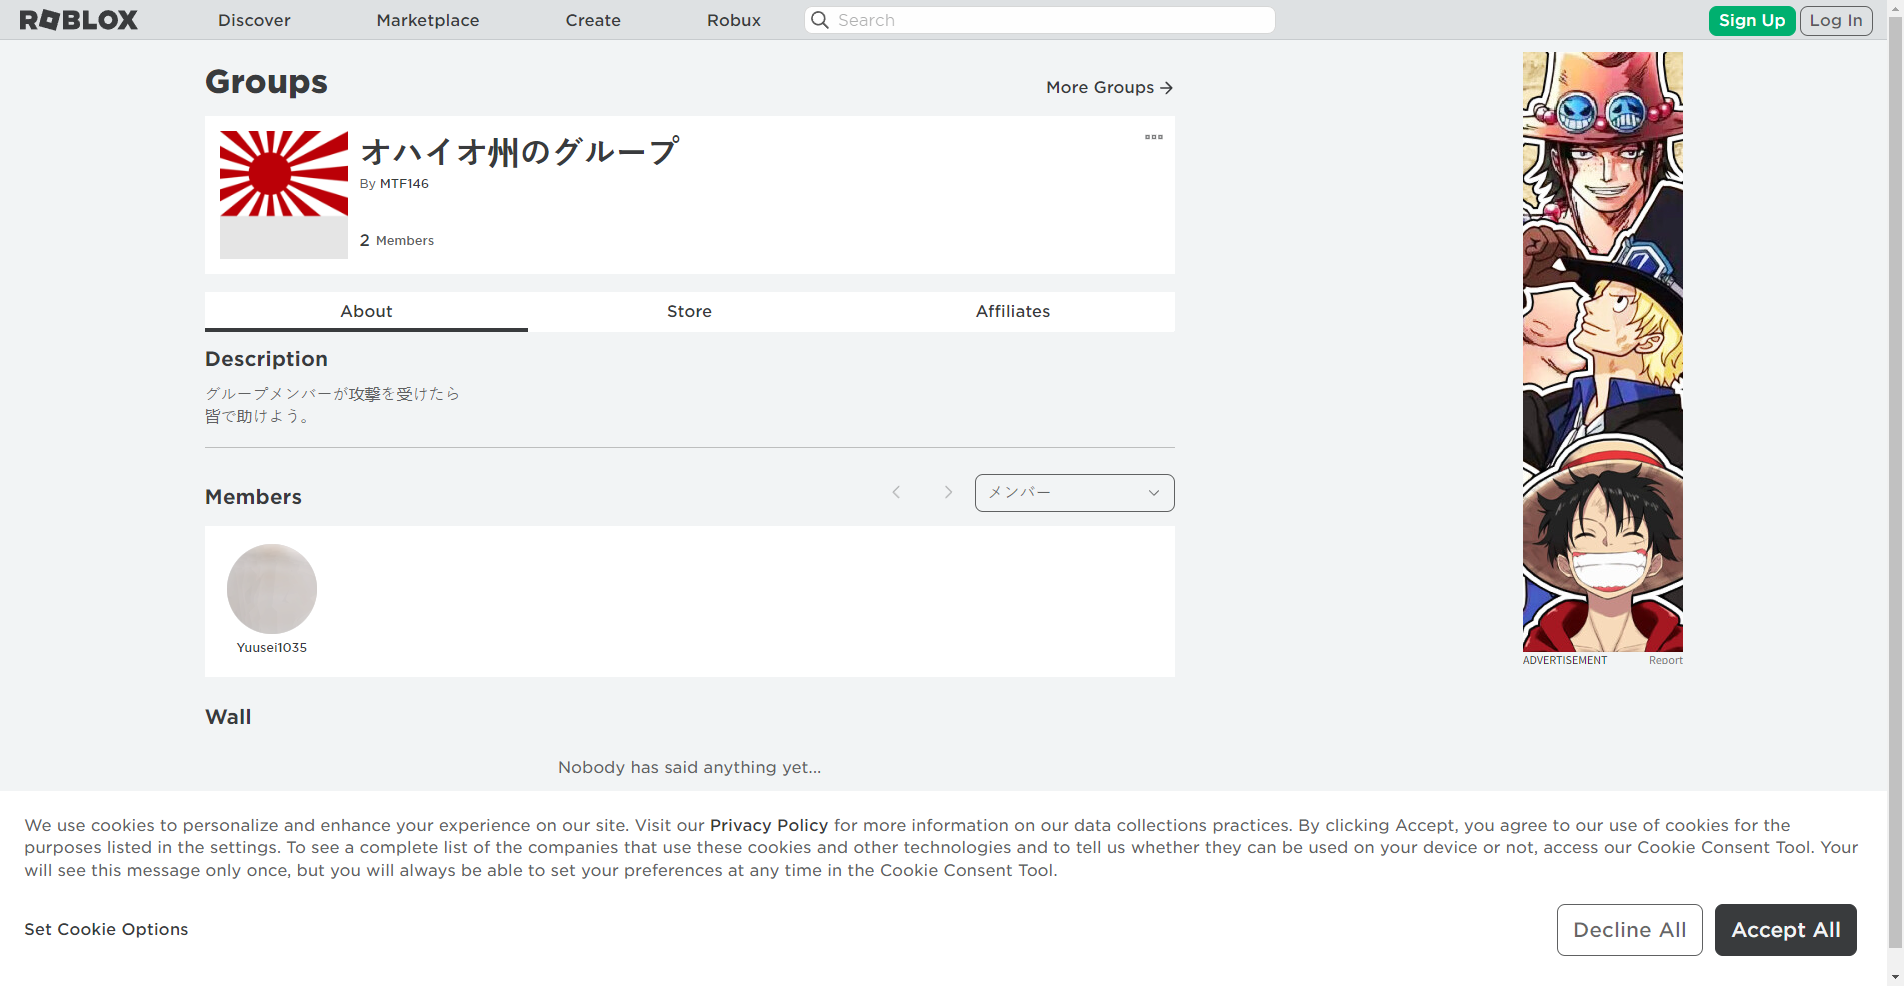 ROBLOX
Discover
Marketplace
Create
Robux
Search
Sign Up
Log In
Groups
More Groups
オハイオ州のグループ
By MTF146
2 Members
About
Store
Affiliates
Description
グループメンバーが攻撃を受けたら
皆で助けよう。
Members
メンバー
Yuusei1035
Wall
Nobody has said anything yet...
ADVERTISEMENT
Report
We use cookies to personalize and enhance your experience on our site. Visit our Privacy Policy for more information on our data collections practices. By clicking Accept, you agree to our use of cookies for the
purposes listed in the settings. To see a complete list of the companies that use these cookies and other technologies and to tell us whether they can be used on your device or not, access our Cookie Consent Tool. Your
will see this message only once, but you will always be able to set your preferences at any time in the Cookie Consent Tool.
Set Cookie Options
Decline All
Accept All